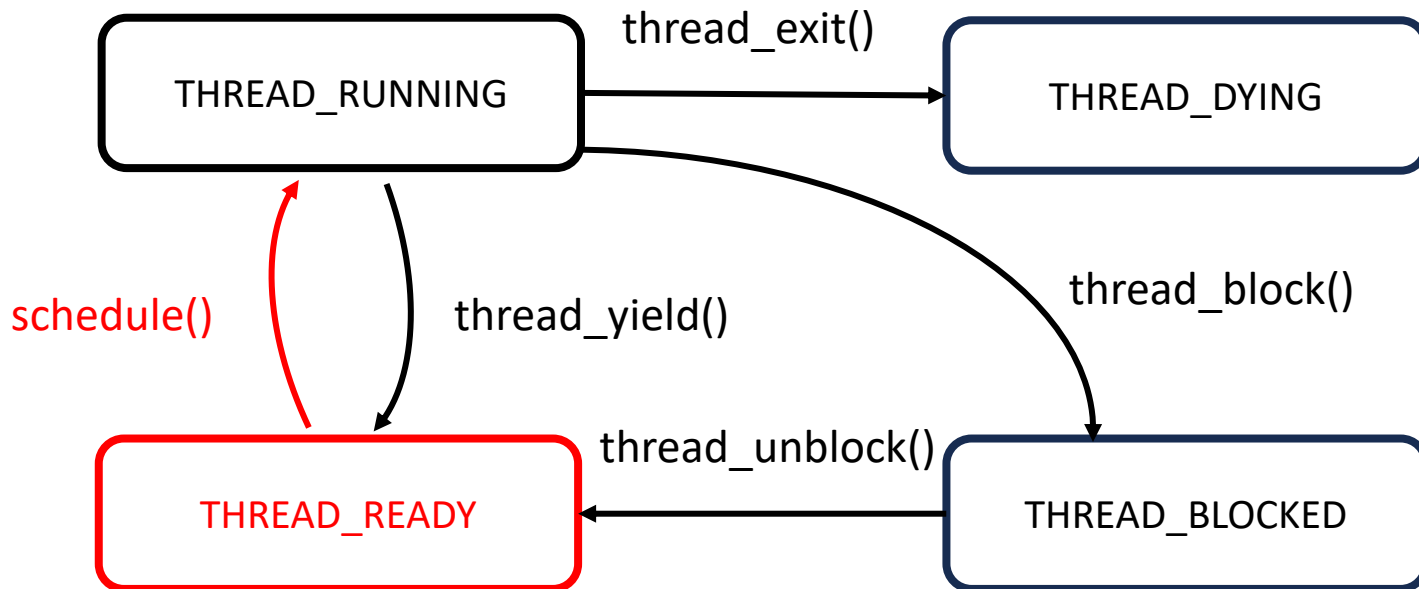 thread_exit()
THREAD_RUNNING
THREAD_DYING
schedule()
thread_yield()
thread_block()
thread_unblock()
THREAD_READY
THREAD_BLOCKED